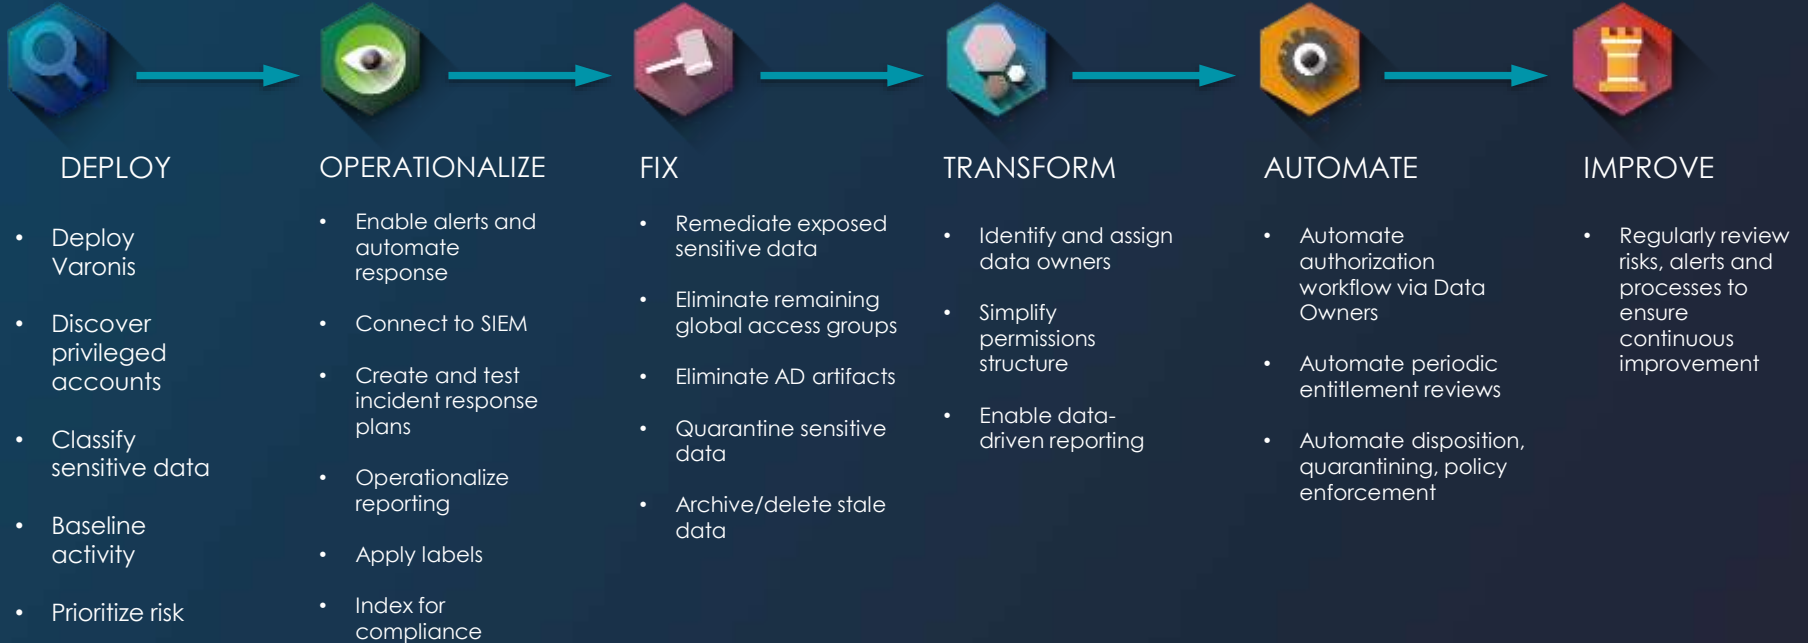 DEPLOY
• Deploy
Varonis
• Discover
privileged
accounts
• Classify
sensitive data
• Baseline
activity
• Prioritize risk
OPERATIONALIZE
• Enable alerts and
automate
response
• Connect to SIEM
• Create and test
incident response
plans
• Operationalize
reporting
• Apply labels
• Index for
compliance
FIX
• Remediate exposed
sensitive data
• Eliminate remaining
global access groups
• Eliminate AD artifacts
• Quarantine sensitive
data
• Archive/delete stale
data
TRANSFORM
• Identify and assign
data owners
• Simplify
permissions
structure
• Enable data-
driven reporting
AUTOMATE
• Automate
authorization
workflow via Data
Owners
• Automate periodic
entitlement reviews
• Automate disposition,
quarantining, policy
enforcement
IMPROVE
• Regularly review
risks, alerts and
processes to
ensure
continuous
improvement